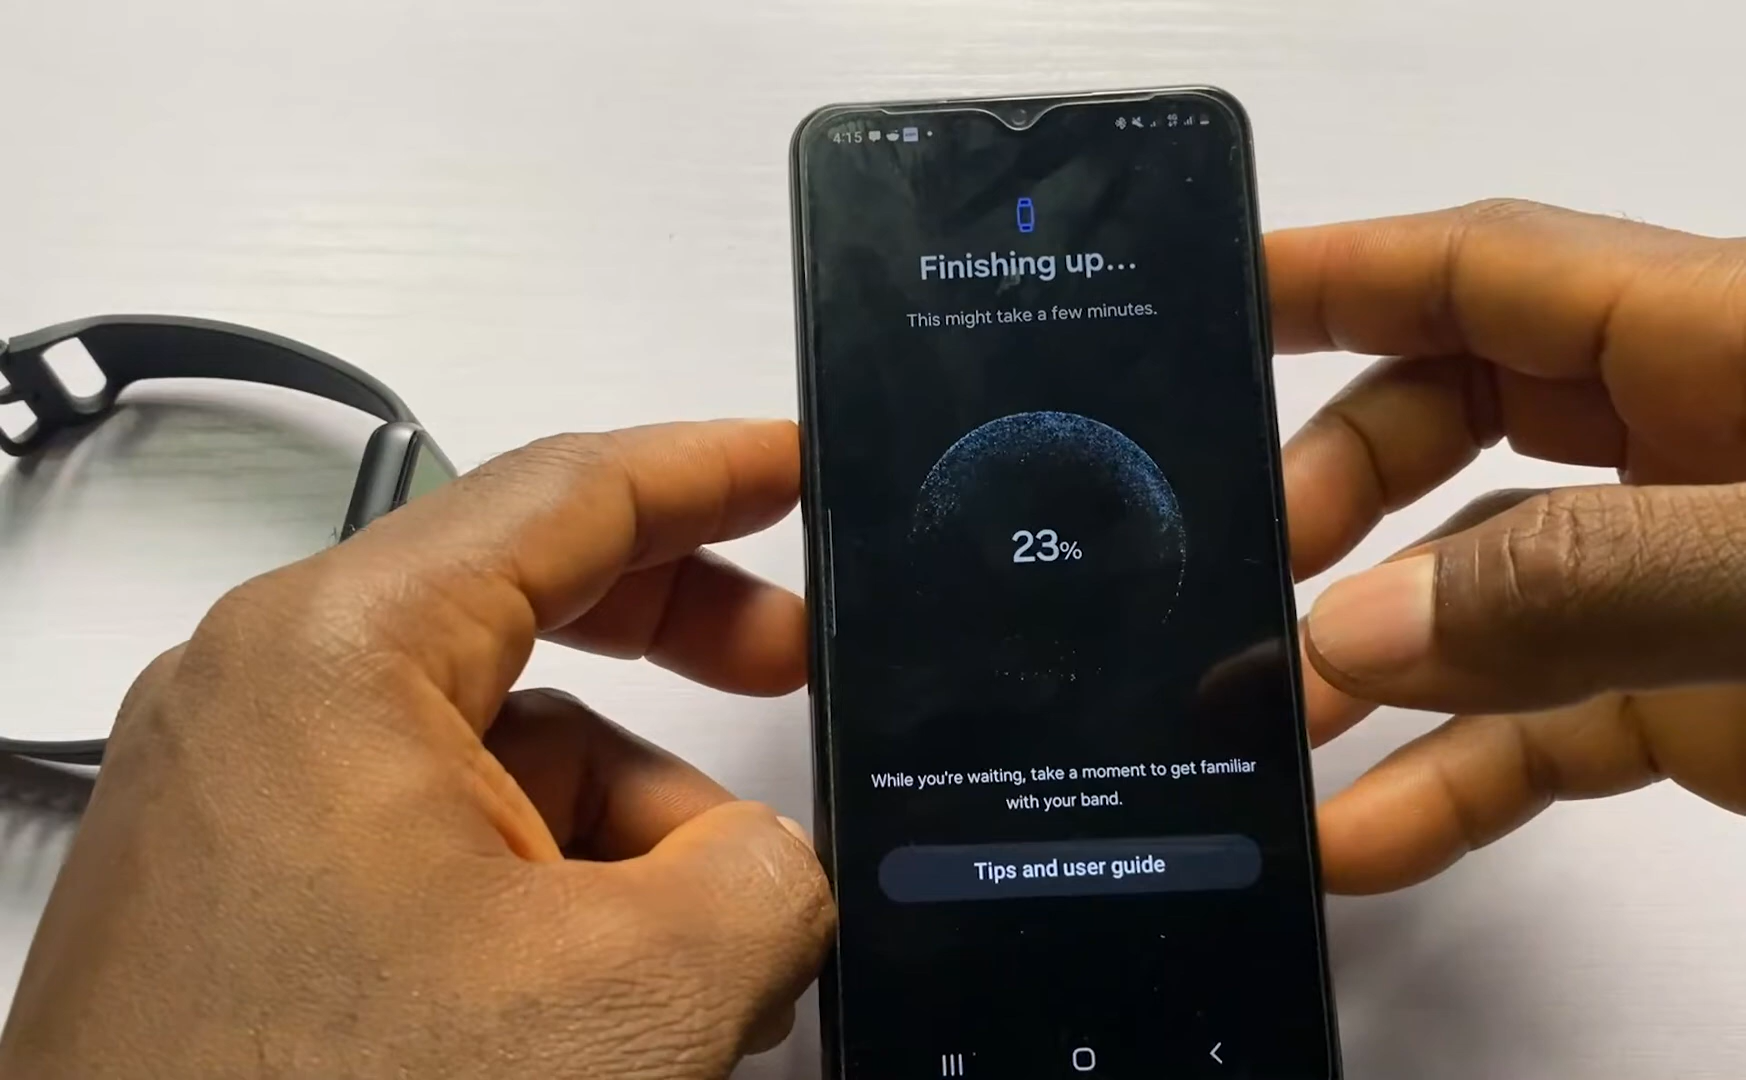 4:15
4G
Finishing up...
This might take a few minutes.
23%
While you're waiting, take a moment to get familiar
with your band.
Tips and user guide